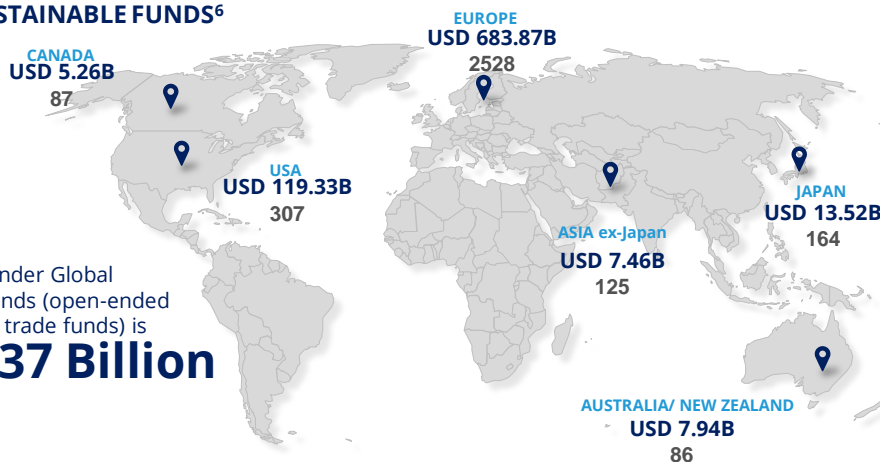 STAINABLE FUNDS6
EUROPE
USD 683.87B
2528
CANADA
USD 5.26B
87
USA
USD 119.33B
307
JAPAN
USD 13.52B
164
ASIA ex-Japan
USD 7.46B
125
nder Global
nds (open-ended
trade funds) is
37 Billion
AUSTRALIA/ NEW ZEALAND
USD 7.94B
86